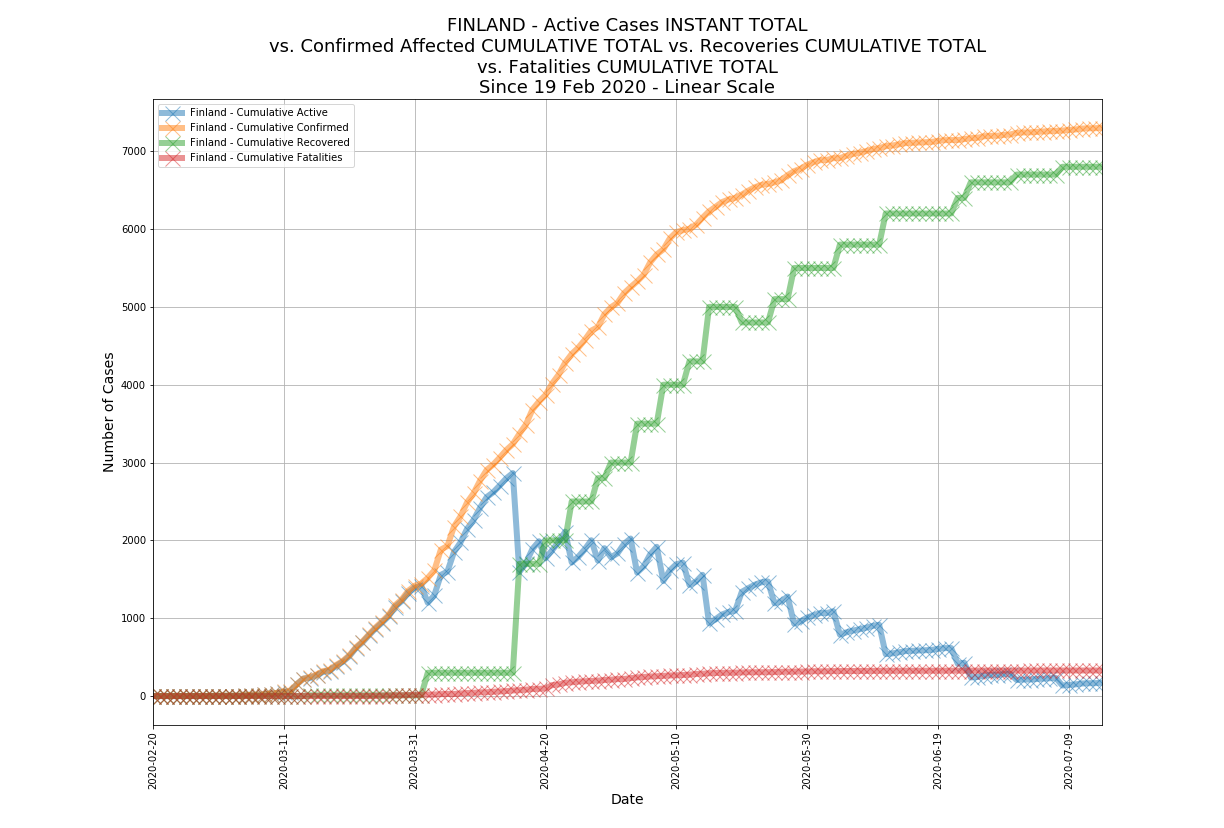 FINLAND - Active Cases INSTANT TOTAL
vs. Confirmed Affected CUMULATIVE TOTAL vs. Recoveries CUMULATIVE TOTAL
vs. Fatalities CUMULATIVE TOTAL
Since 19 Feb 2020 - Linear Scale
Finland - Cumulative Active
Finland - Cumulative Confirmed
Finland - Cumulative Recovered
Finland - Cumulative Fatalities
Number of Cases
7000
6000
5000
4000
3000
2000
1000
0
2020-02-20
2020-03-11
2020-03-31
2020-04-20
2020-05-10
2020-05-30
2020-06-19
2020-07-09
Date